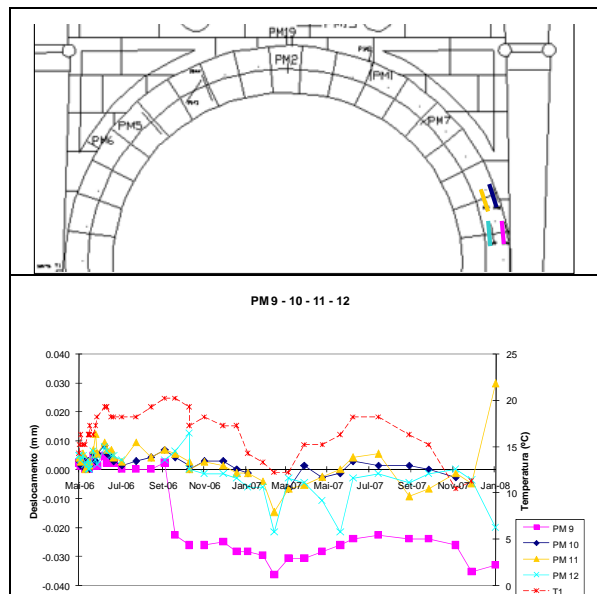 PM19
PM2
PM1
PM5
PM7
PM6
PM 9 - 10 - 11 - 12
Deslocamento (mm)
0.040
0.030
0.020
0.010
0.000
-0.010
-0.020
-0.030
-0.040
Mai-06
Jul-06
Set-06
Nov-06
Jan-07
Mar-07
Mai-07
Jul-07
Set-07
Nov-07
Jan-08
25
20
15
10
5
0
Temperatura (ºC)
PM 9
PM 10
PM 11
PM 12
T1